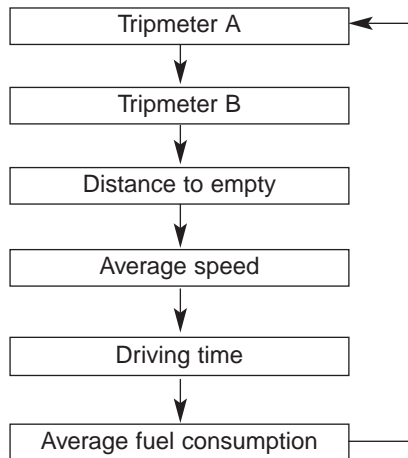 Tripmeter A
Tripmeter B
Distance to empty
Average speed
Driving time
Average fuel consumption